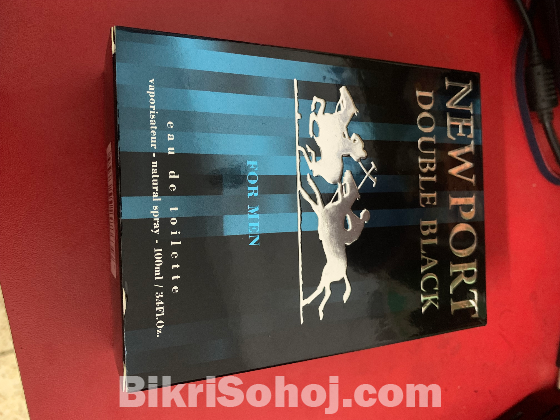 NEW PORT
DOUBLE BLACK
FOR MEN
eau de toilette
vaporisateur - natural spray - 100ml / 3.4Fl.Oz.
BikriSohoj.com